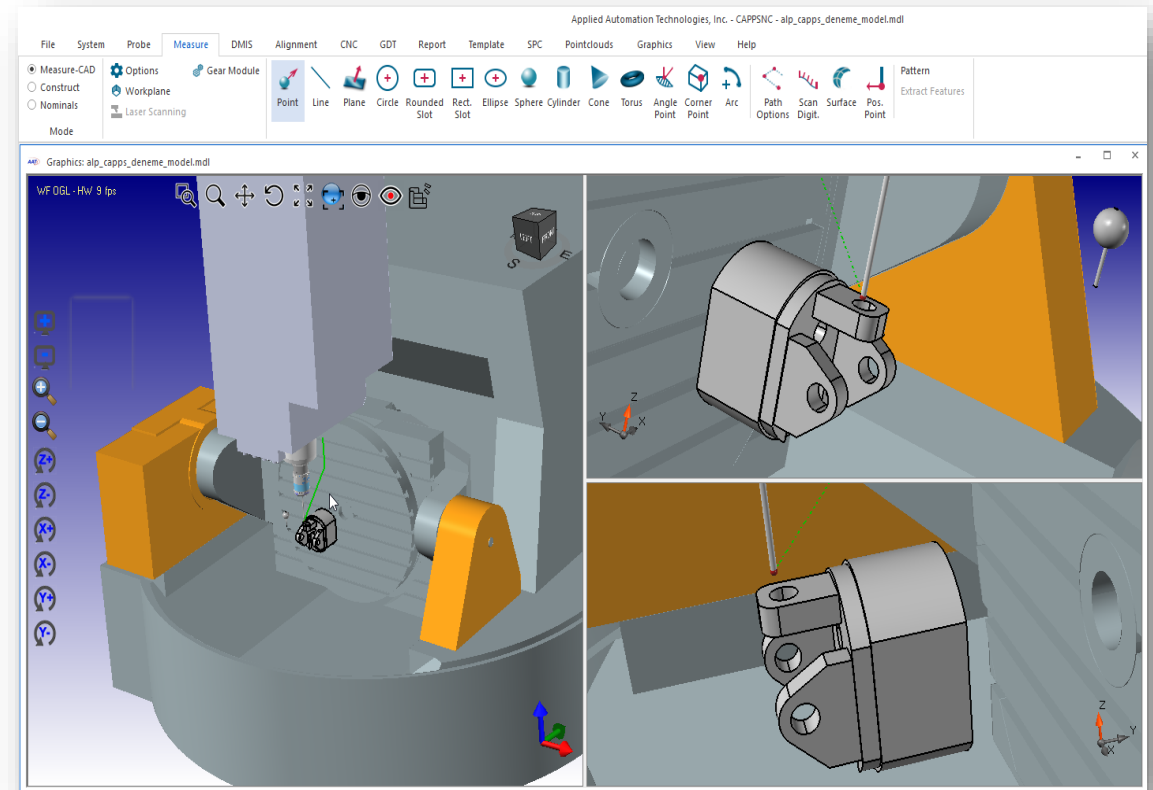 Applied Automation Technologies, Inc. - CAPPSNC - alp_capps_deneme_model.mdl
File System Probe Measure DMIS Alignment CNC GDT Report Template SPC Pointclouds Graphics View Help
Measure-CAD
Construct
Nominals
Mode
Options
Workplane
Laser Scanning
Gear Module
Point
Line
Plane
Circle
Rounded
Slot
Rect.
Slot
Ellipse
Sphere
Cylinder
Cone
Torus
Angle
Point
Corner
Point
Arc
Path
Options
Scan
Digit.
Surface
Pos.
Point
Pattern
Extract Features
AAT Graphics: alp_capps_deneme_model.mdl
WF OGL - HW 9 fps
LEFT
S
E
Z+
Z-
X+
X-
Y+
Y-
Z
Y
X
Z
Y
X